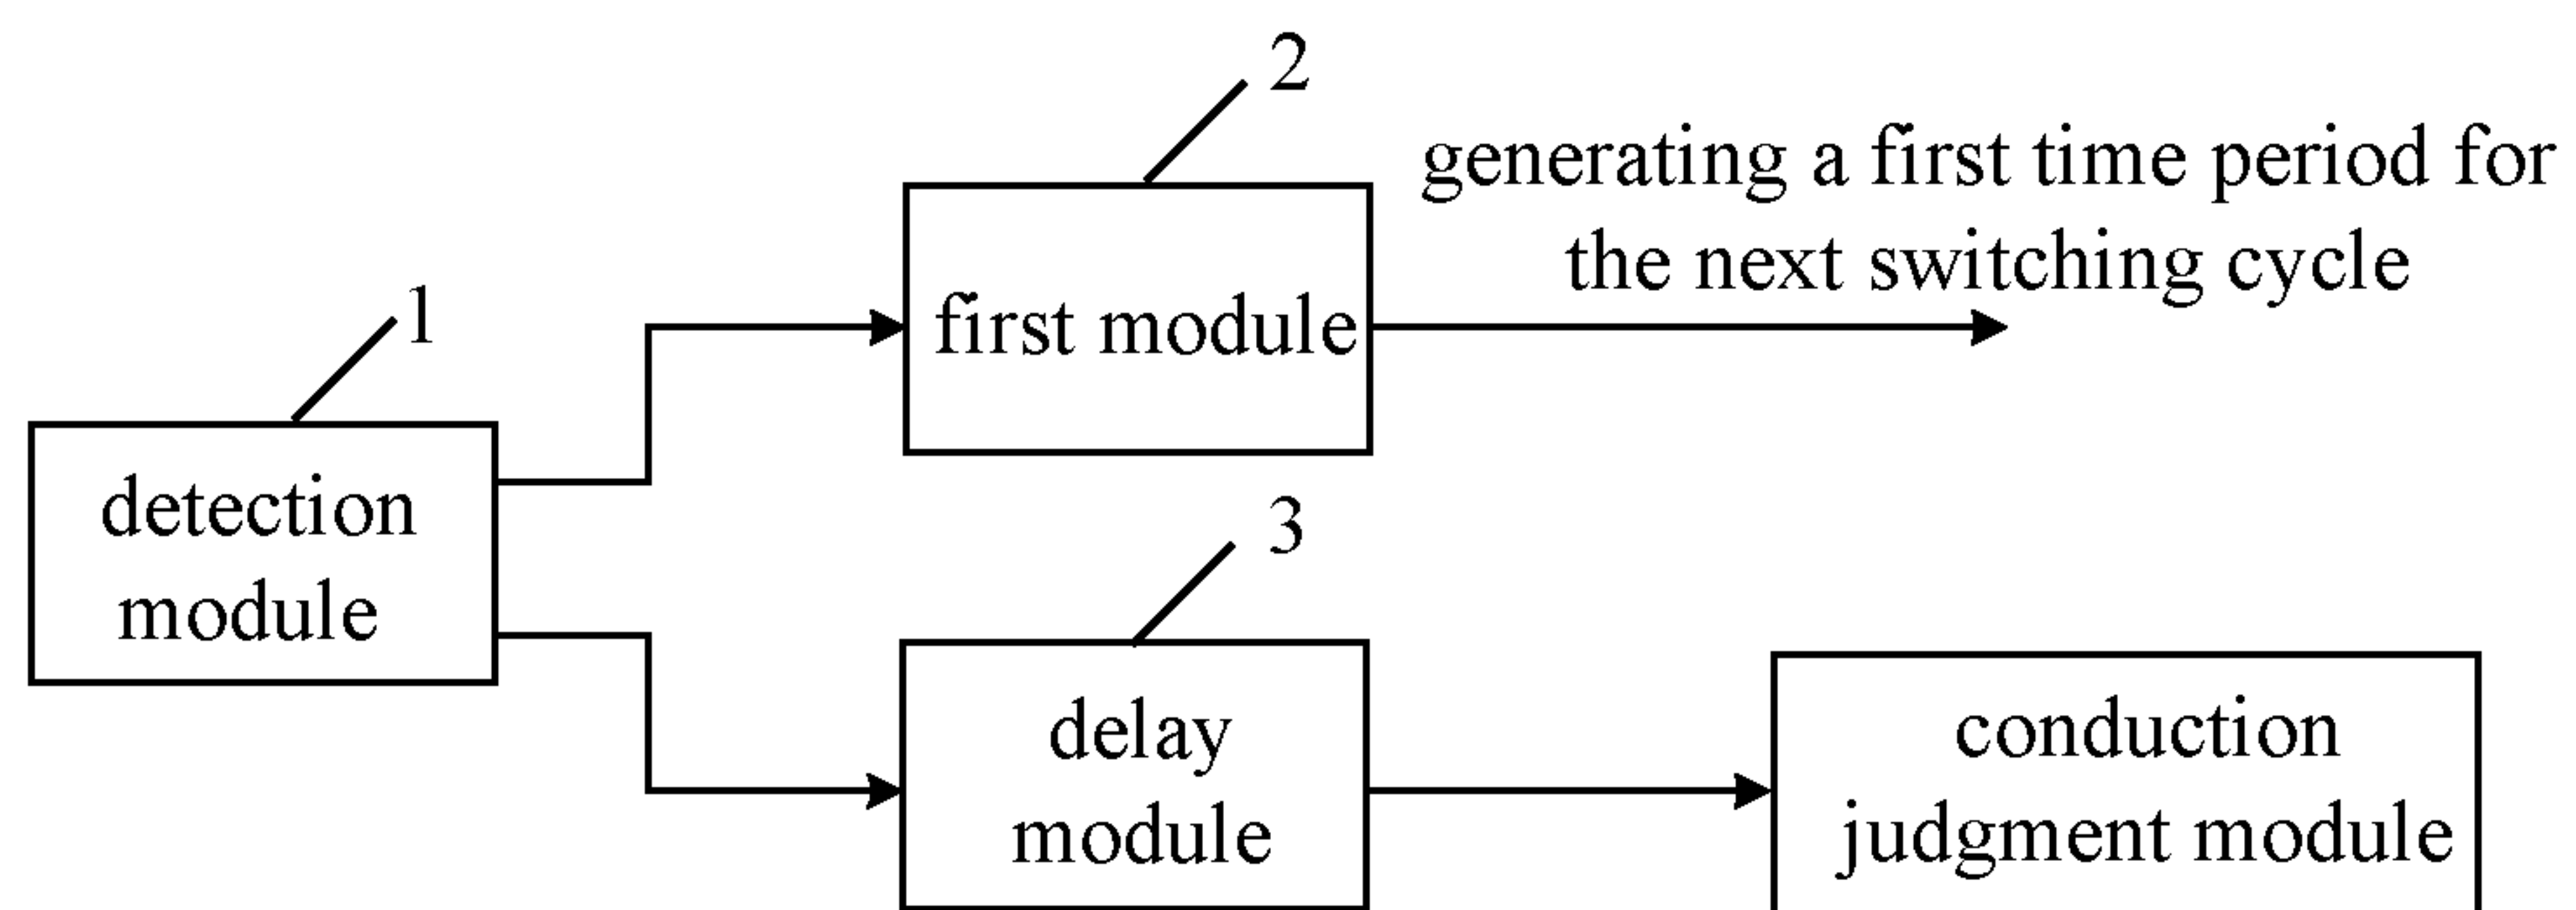 2
generating a first time period for
the next switching cycle
first module
1
detection
module
3
delay
module
conduction
judgment module